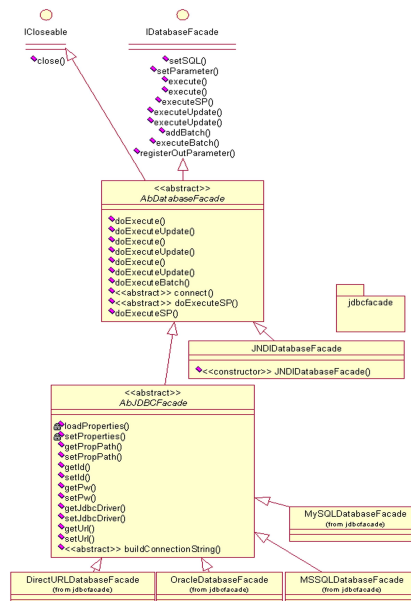 ICloseable
IDatabaseFacade
close()
setSQL()
setParameter()
execute()
execute()
executeSP()
executeUpdate()
executeUpdate()
addBatch()
executeBatch()
registerOutParameter()
<<abstract>>
AbDatabaseFacade
doExecute()
doExecuteUpdate()
doExecute()
doExecuteUpdate()
doExecute()
doExecuteUpdate()
doExecuteBatch()
<<abstract>> connect()
<<abstract>> doExecuteSP()
doExecuteSP()
jdbcfacade
JNDIDatabaseFacade
<<constructor>> JNDIDatabaseFacade()
<<abstract>>
AbJDBCFacade
loadProperties()
setProperties()
getPropPath()
setPropPath()
getId()
setId()
getPw()
setPw()
getJdbcDriver()
setJdbcDriver()
getUrl()
setUrl()
<<abstract>> buildConnectionString()
MySQLDatabaseFacade
(from jdbcfacade)
DirectURLDatabaseFacade
(from jdbcfacade)
OracleDatabaseFacade
(from jdbcfacade)
MSSQLDatabaseFacade
(from jdbcfacade)